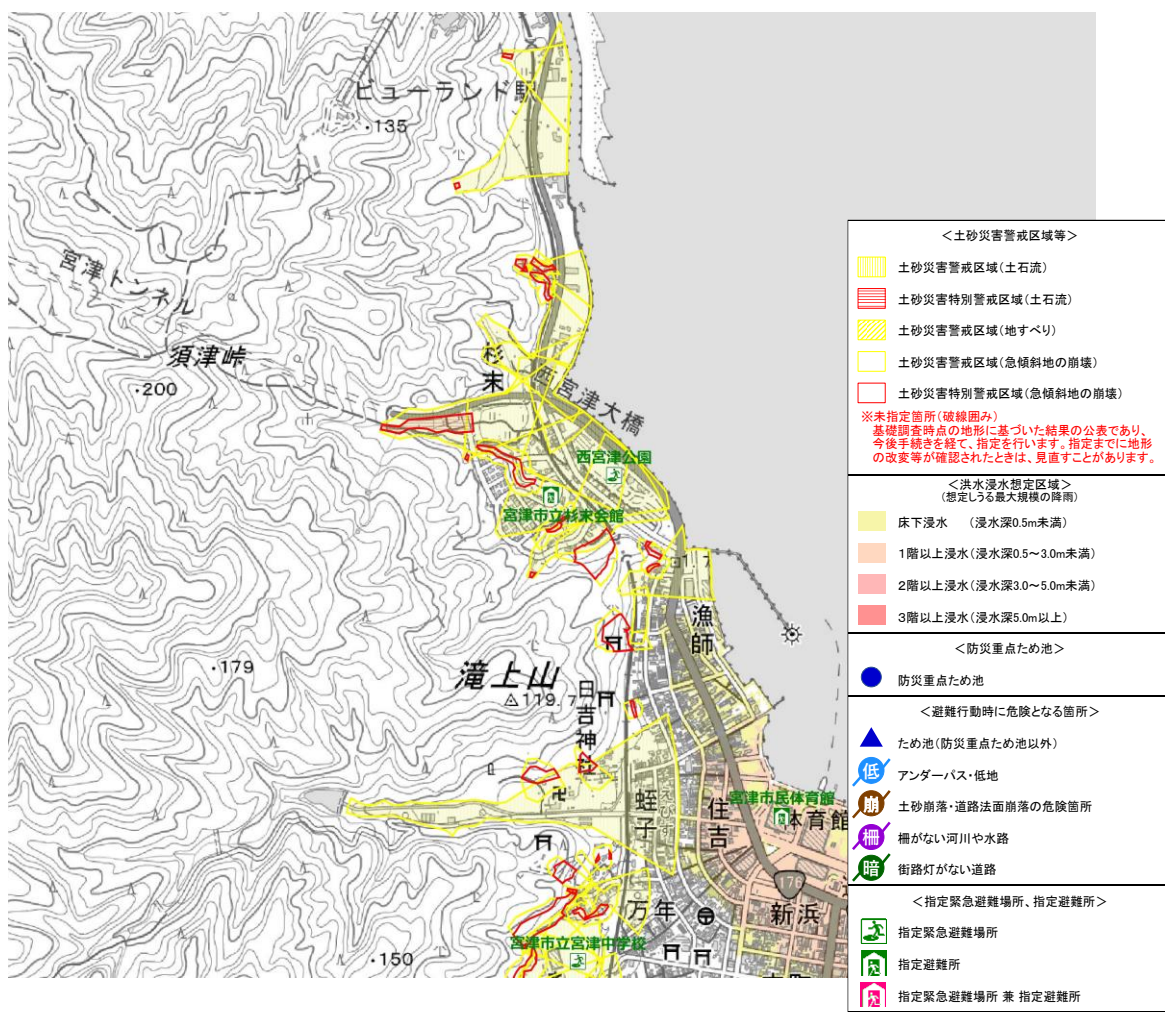 ビューランド駅
・135
宮津トンネル
須津峠
・200
杉末
西宮津大橋
西宮津公園
宮津市立杉末会館
漁師
・179
滝上山
119.7
日吉神社
蛭子
えびす
住吉
宮津市民体育館
体育館
176
新浜
万年
宮津市立宮津中学校
・150
＜土砂災害警戒区域等＞
土砂災害警戒区域(土石流)
土砂災害特別警戒区域(土石流)
土砂災害警戒区域(地すべり)
土砂災害警戒区域(急傾斜地の崩壊)
土砂災害特別警戒区域(急傾斜地の崩壊)
※未指定箇所(破線囲み)
基礎調査時点の地形に基づいた結果の公表であり、
今後手続きを経て、指定を行います。指定までに地形
の改変等が確認されたときは、見直すことがあります。
＜洪水浸水想定区域＞
(想定しうる最大規模の降雨)
床下浸水　(浸水深0.5m未満)
1階以上浸水(浸水深0.5～3.0m未満)
2階以上浸水(浸水深3.0～5.0m未満)
3階以上浸水(浸水深5.0m以上)
＜防災重点ため池＞
防災重点ため池
＜避難行動時に危険となる箇所＞
ため池(防災重点ため池以外)
低 アンダーパス・低地
崩 土砂崩落・道路法面崩落の危険箇所
柵 柵がない河川や水路
暗 街路灯がない道路
＜指定緊急避難場所、指定避難所＞
指定緊急避難場所
指定避難所
指定緊急避難場所 兼 指定避難所